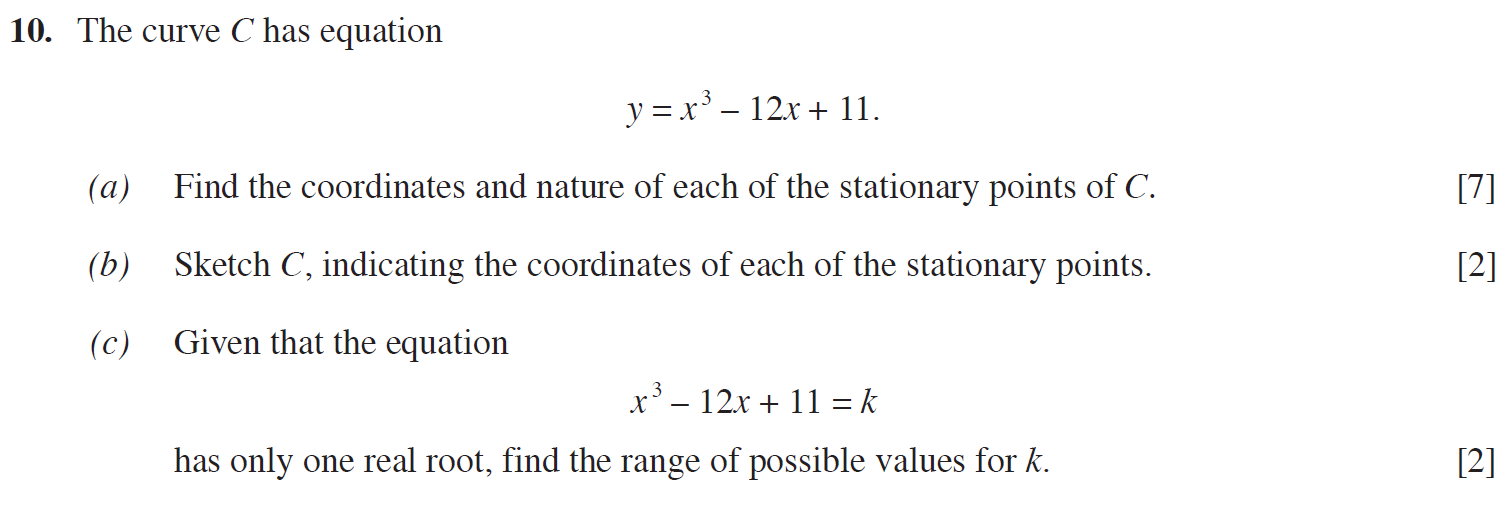 10. The curve C has equation
y = x³ – 12x + 11.
(a) Find the coordinates and nature of each of the stationary points of C. [7]
(b) Sketch C, indicating the coordinates of each of the stationary points. [2]
(c) Given that the equation
x³ – 12x + 11 = k
has only one real root, find the range of possible values for k. [2]